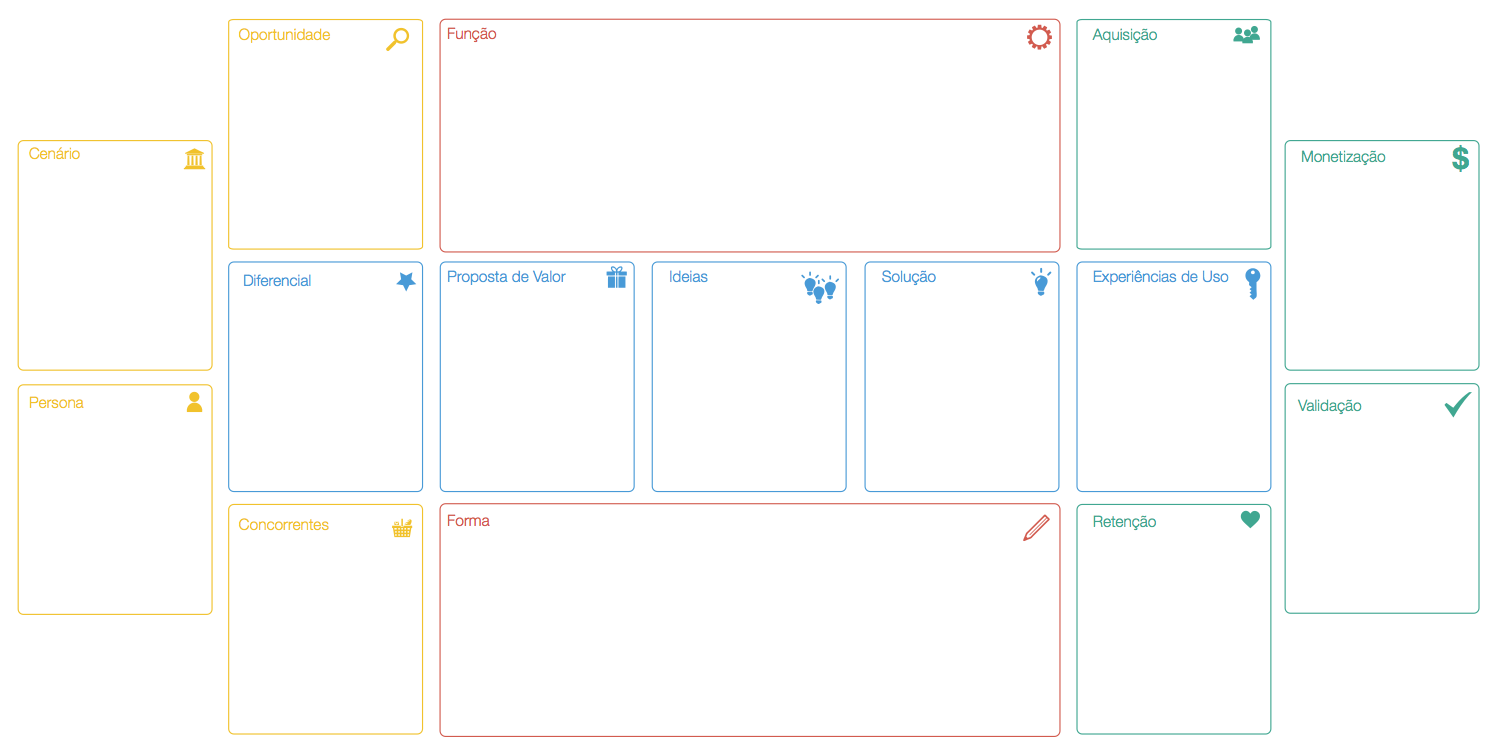 Oportunidade
Função
Aquisição
Cenário
Monetização
Diferencial
Proposta de Valor
Ideias
Solução
Experiências de Uso
Persona
Validação
Concorrentes
Forma
Retenção